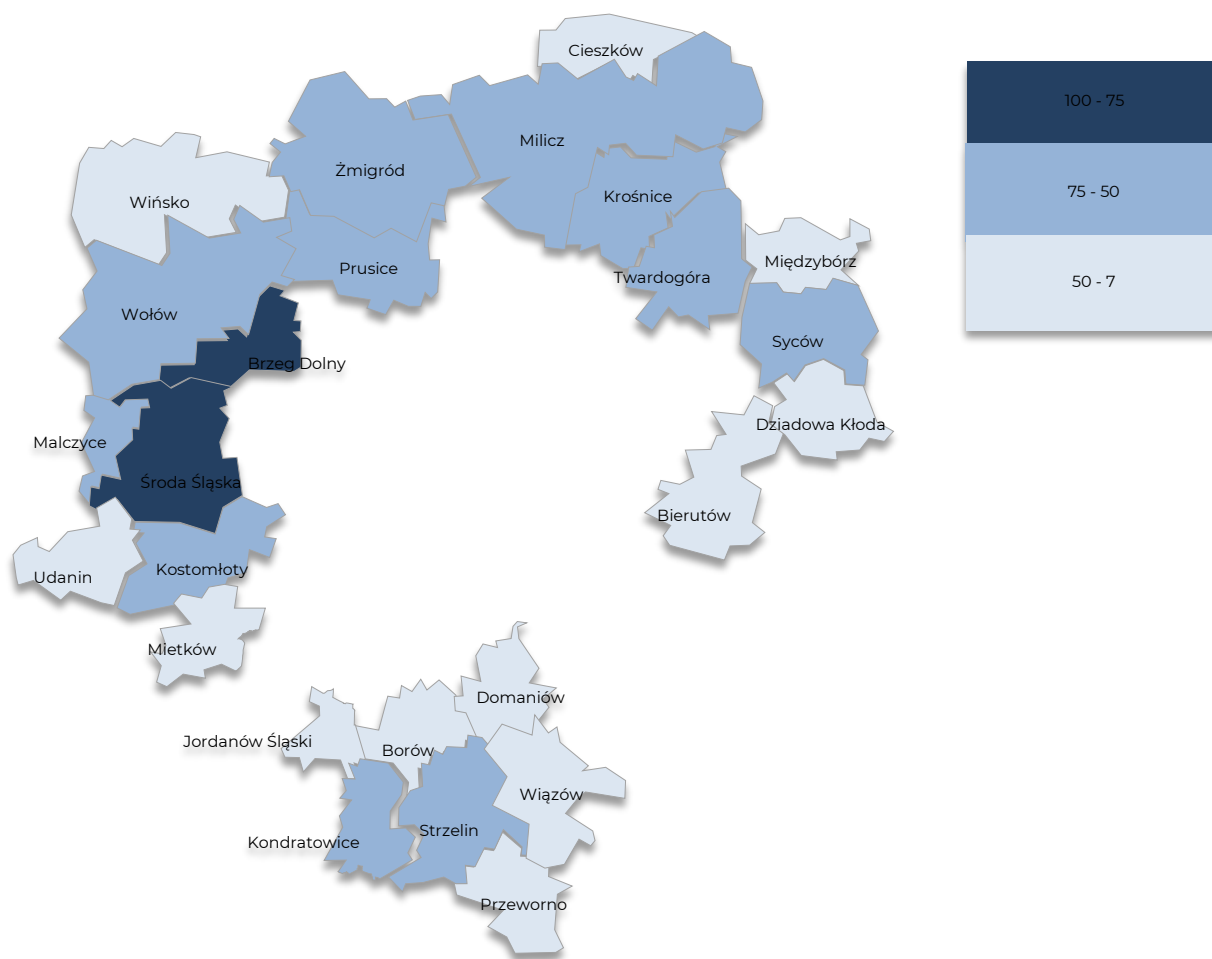 Cieszków
100 - 75
Milicz
Żmigród
75 - 50
Krośnice
Wińsko
Międzybórz
Prusice
Twardogóra
50 - 7
Wołów
Syców
Brzeg Dolny
Dziadowa Kłoda
Malczyce
Środa Śląska
Bierutów
Kostomłoty
Udanin
Mietków
Domaniów
Jordanów Śląski
Borów
Wiązów
Strzelin
Kondratowice
Przeworno